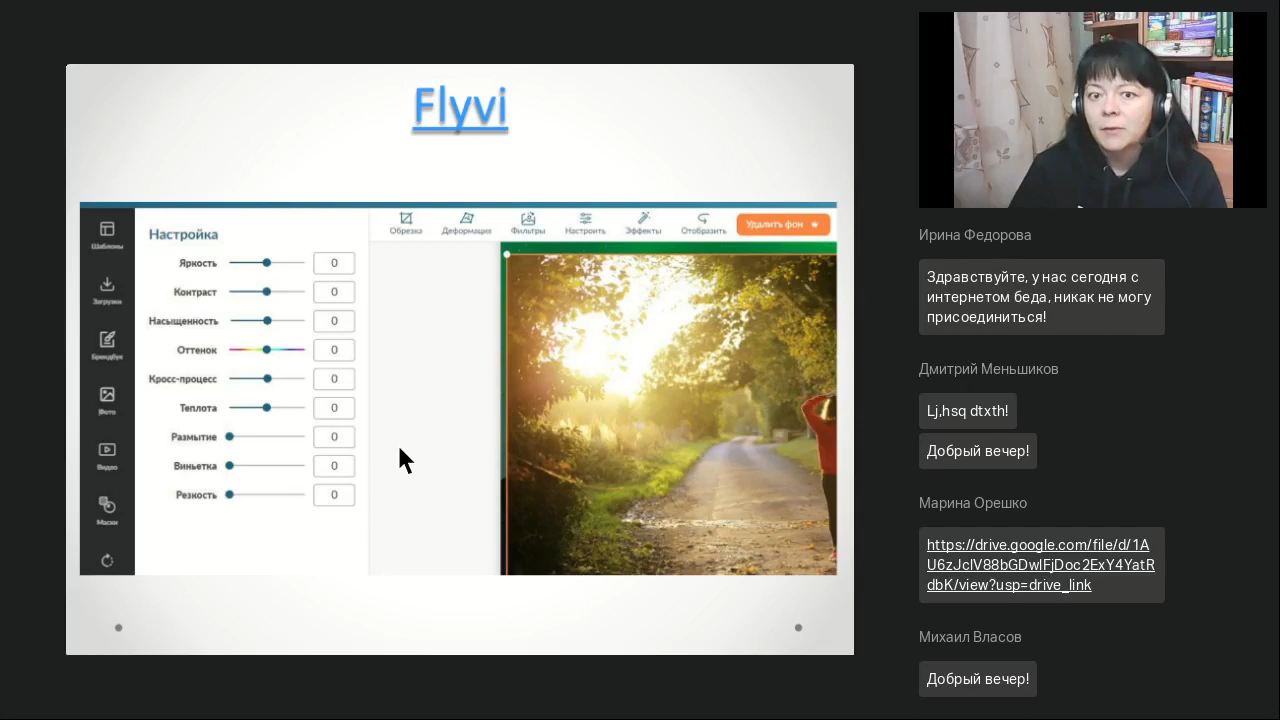 Flyvi
Обрезка
Деформация
Фильтры
Настроить
Эффекты
Отобразить
Удалить фон
Шаблоны
Загрузки
Брендбук
Фото
Видео
Маски
Настройка
Яркость 0
Контраст 0
Насыщенность 0
Оттенок 0
Кросс-процесс 0
Теплота 0
Размытие 0
Виньетка 0
Резкость 0
Ирина Федорова
Здравствуйте, у нас сегодня с
интернетом беда, никак не могу
присоединиться!
Дмитрий Меньшиков
Lj,hsq dtxth!
Добрый вечер!
Марина Орешко
https://drive.google.com/file/d/1A
U6zJclV88bGDwlFjDoc2ExY4YatR
dbK/view?usp=drive_link
Михаил Власов
Добрый вечер!